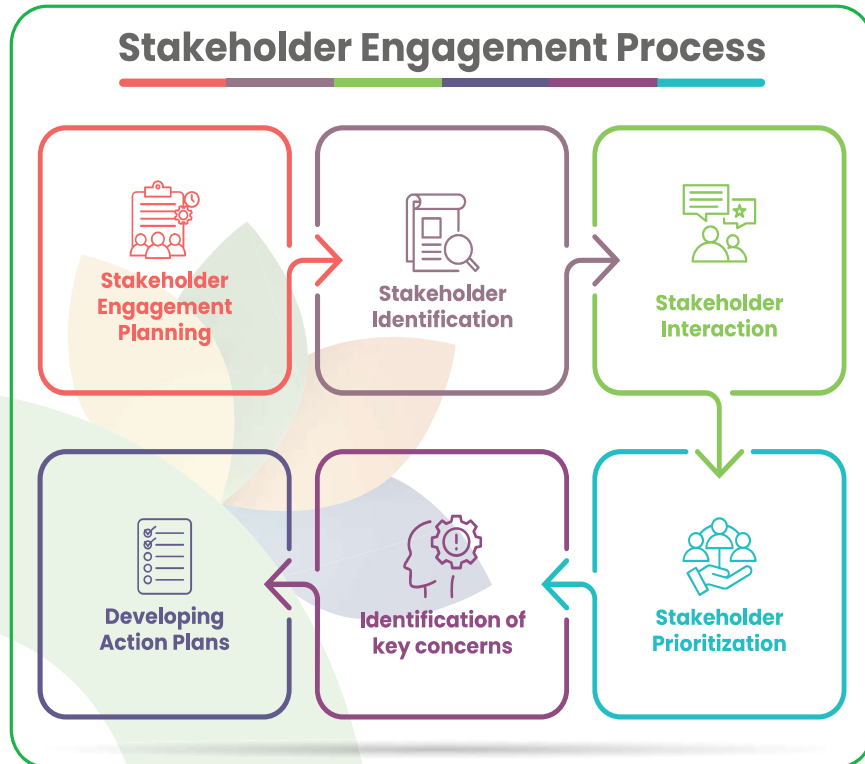 Stakeholder Engagement Process
Stakeholder
Engagement
Planning
Stakeholder
Identification
Stakeholder
Interaction
Stakeholder
Prioritization
Identification of
key concerns
Developing
Action Plans